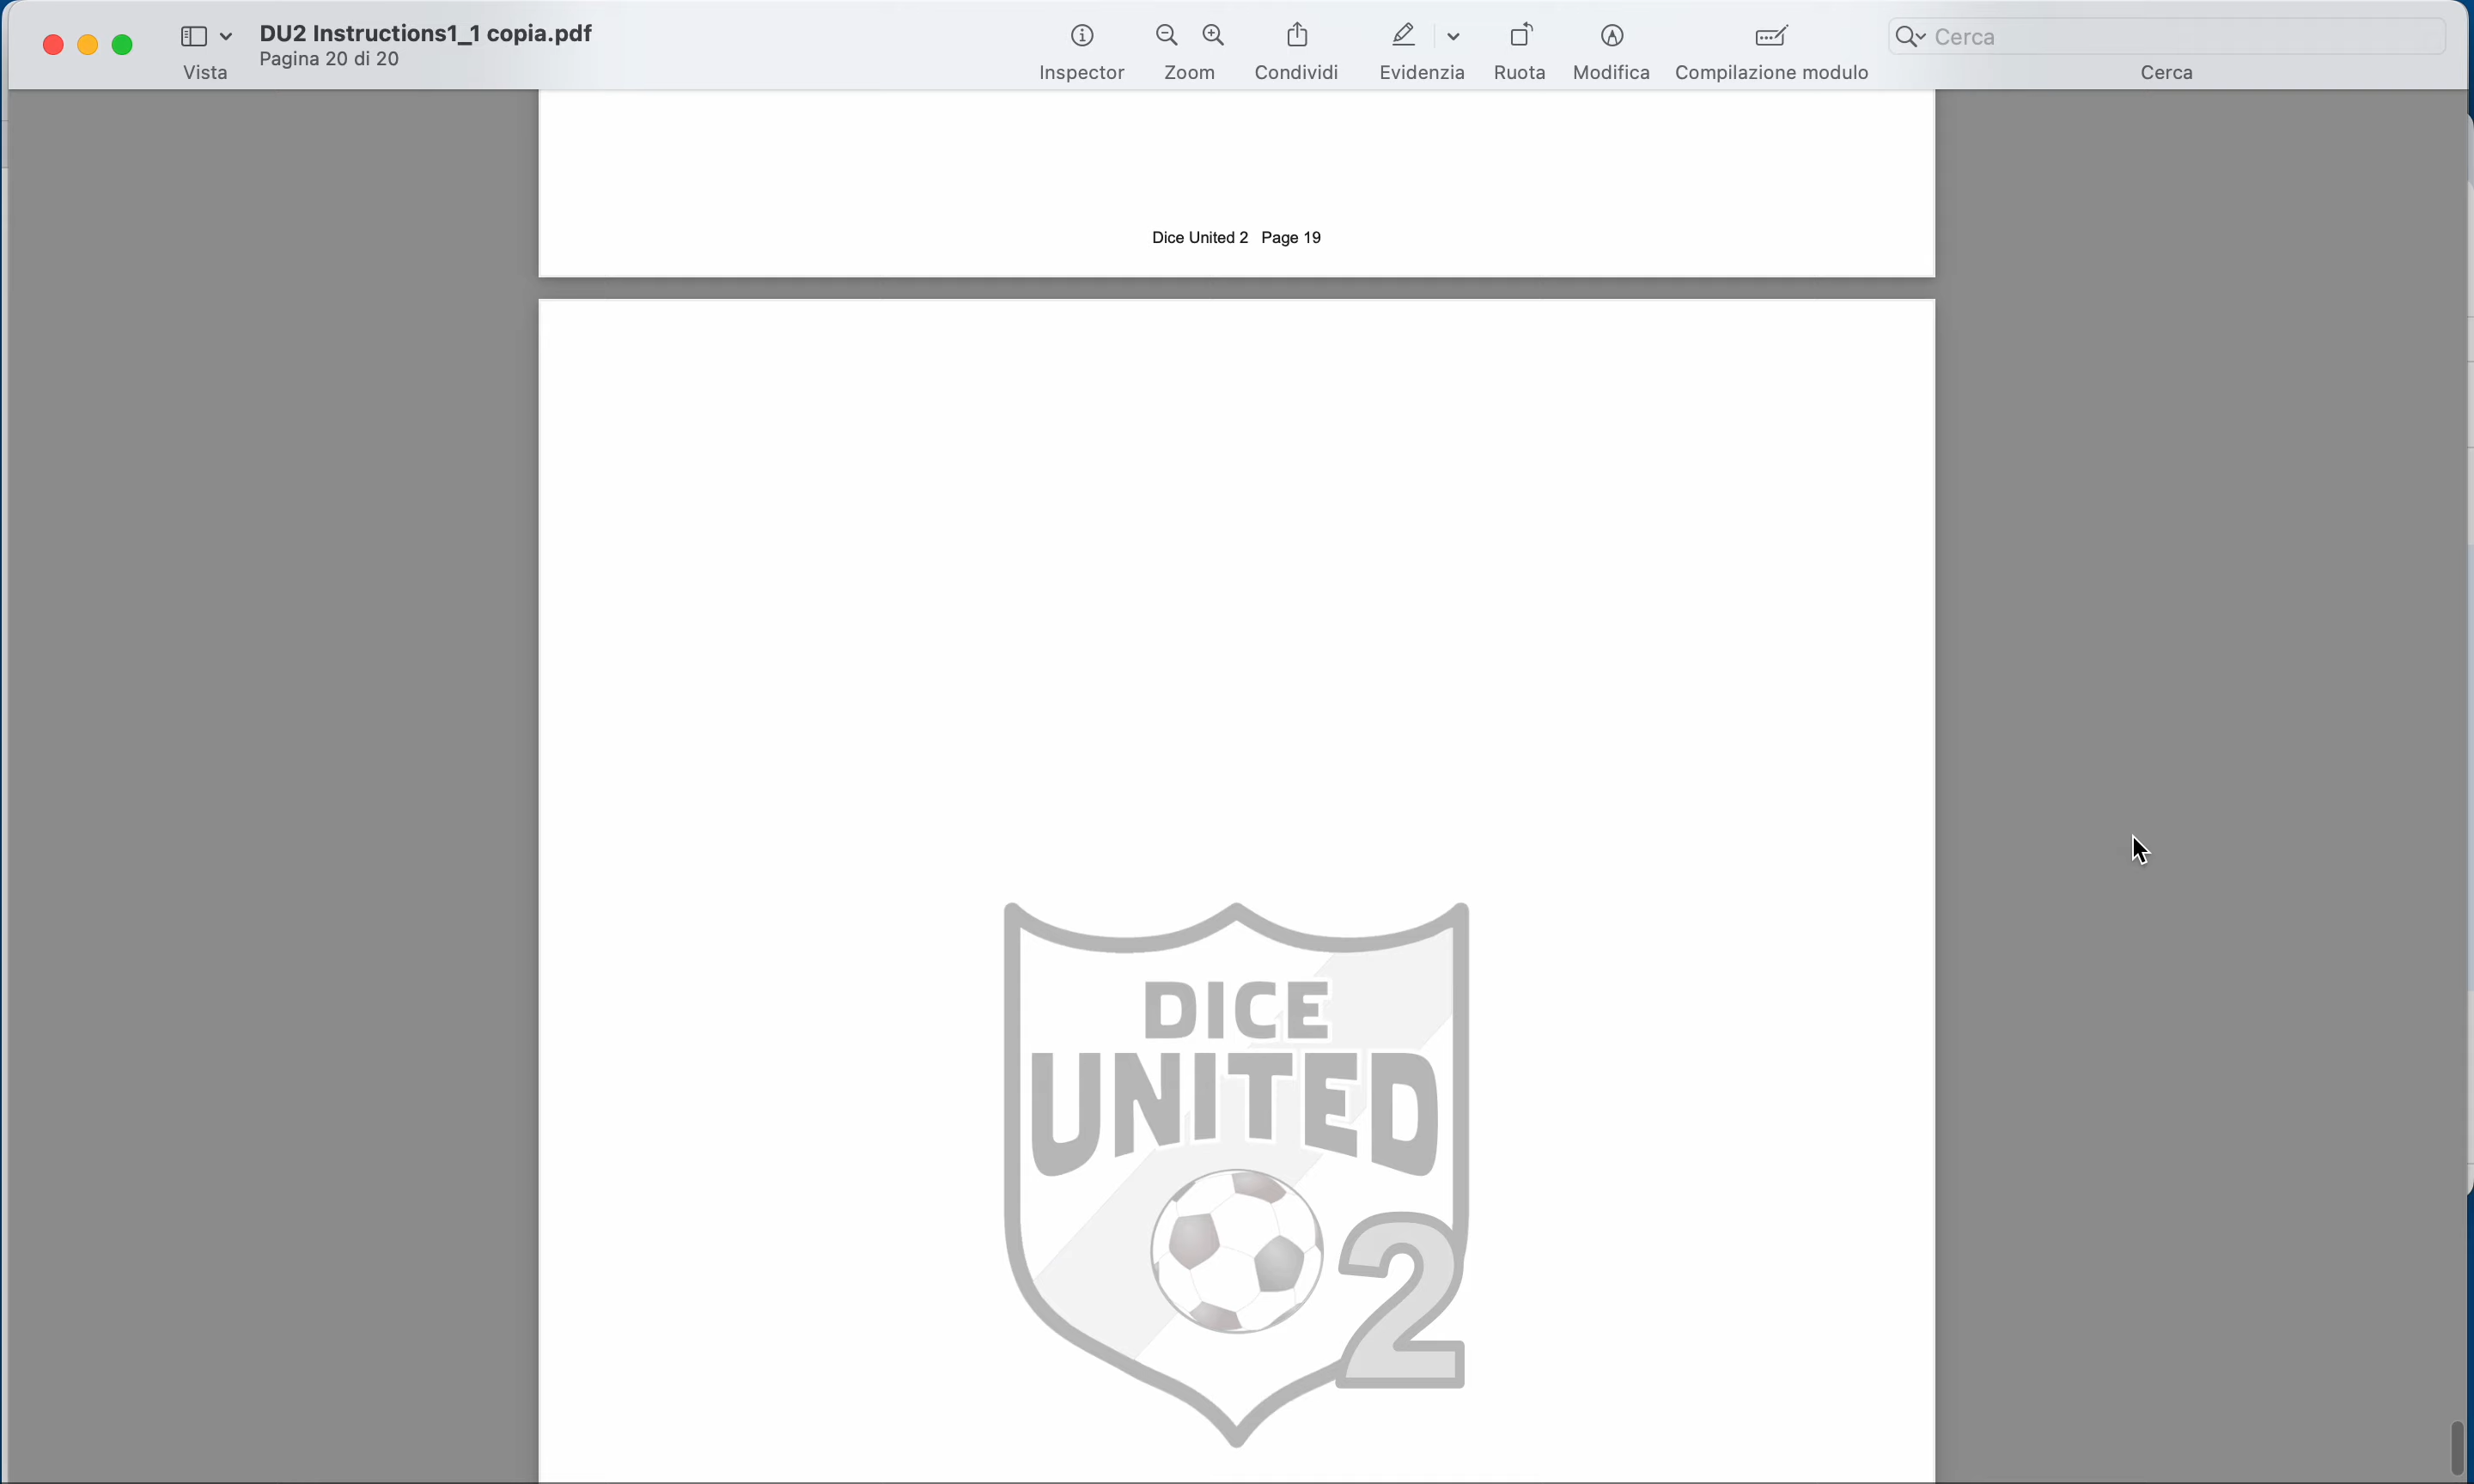 DU2 Instructions1_1 copia.pdf
Pagina 20 di 20
Vista
Inspector
Zoom
Condividi
Evidenzia
Ruota
Modifica
Compilazione modulo
Cerca
Cerca
Dice United 2 Page 19
DICE
UNITED
2